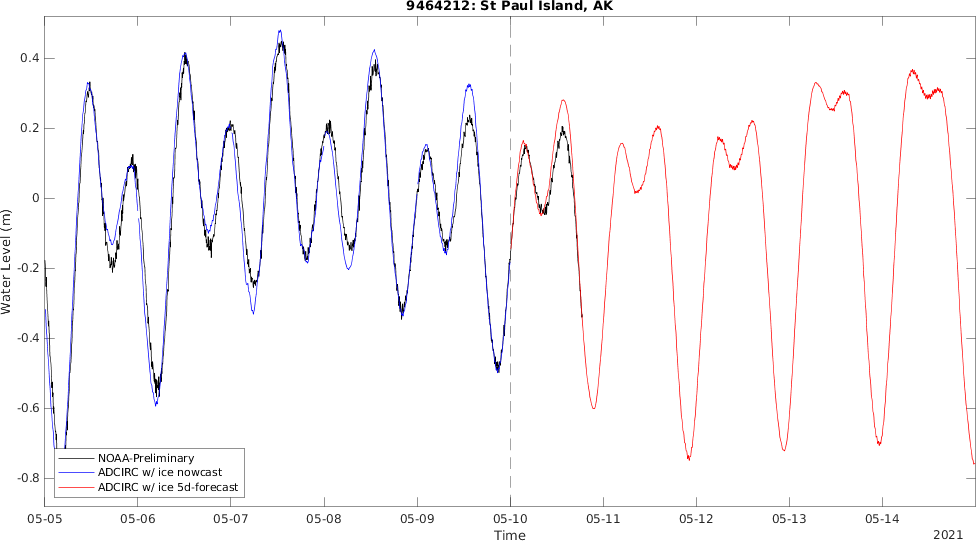 9464212: St Paul Island, AK
0.4
0.2
0
-0.2
-0.4
-0.6
-0.8
Water Level (m)
NOAA-Preliminary
ADCIRC w/ ice nowcast
ADCIRC w/ ice 5d-forecast
05-05 05-06 05-07 05-08 05-09 05-10 05-11 05-12 05-13 05-14
Time
2021